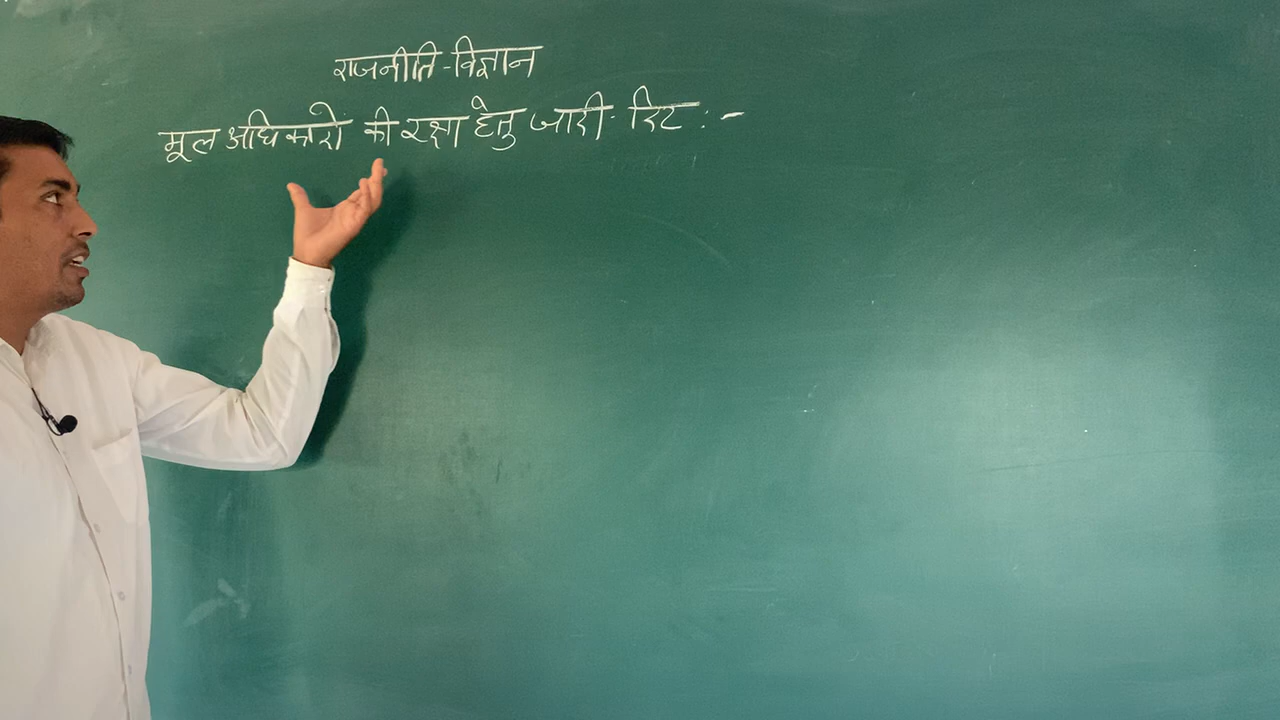 राजनीति-विज्ञान
मूल अधिकारो की रक्षा हेतु जारी- रिट :-